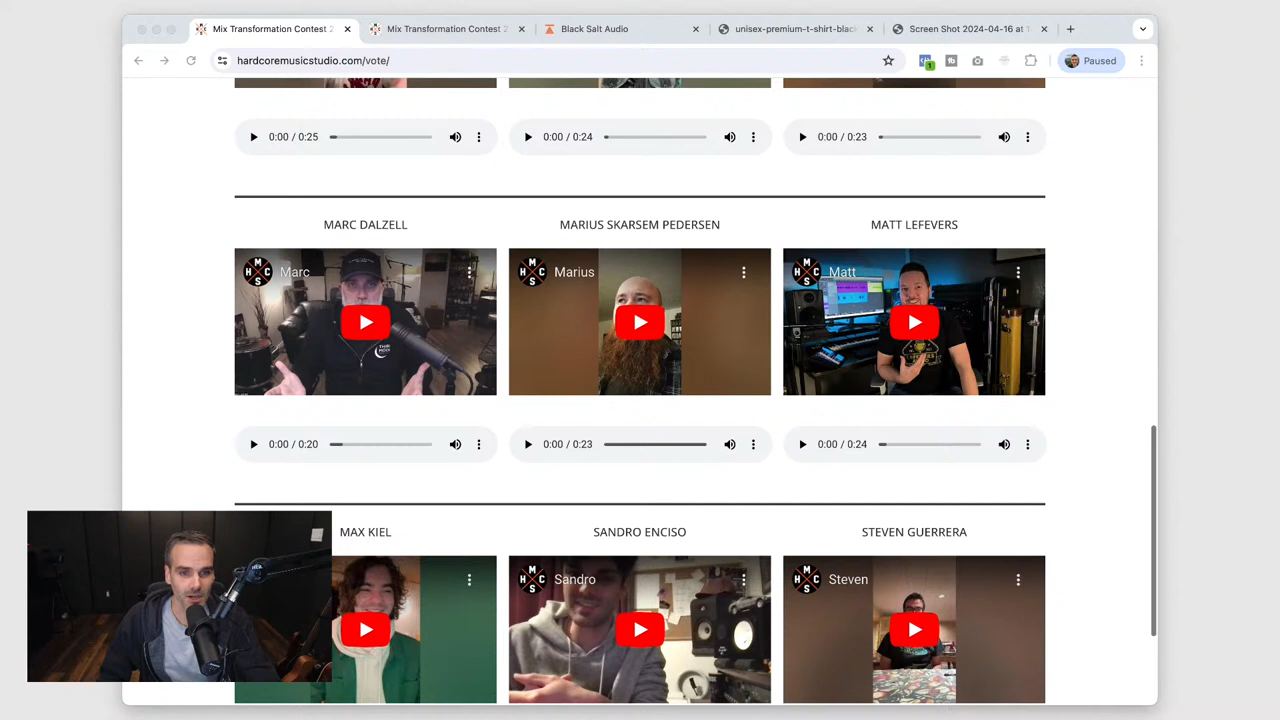 Mix Transformation Contest 2
Mix Transformation Contest 2
Black Salt Audio
unisex-premium-t-shirt-black
Screen Shot 2024-04-16 at 1
hardcoremusicstudio.com/vote/
1
Paused
0:00 / 0:25
0:00 / 0:24
0:00 / 0:23
MARC DALZELL
MARIUS SKARSEM PEDERSEN
MATT LEFEVERS
M H C S
Marc
M H C S
Marius
M H C S
Matt
0:00 / 0:20
0:00 / 0:23
0:00 / 0:24
MAX KIEL
SANDRO ENCISO
STEVEN GUERRERA
M H C S
Sandro
M H C S
Steven